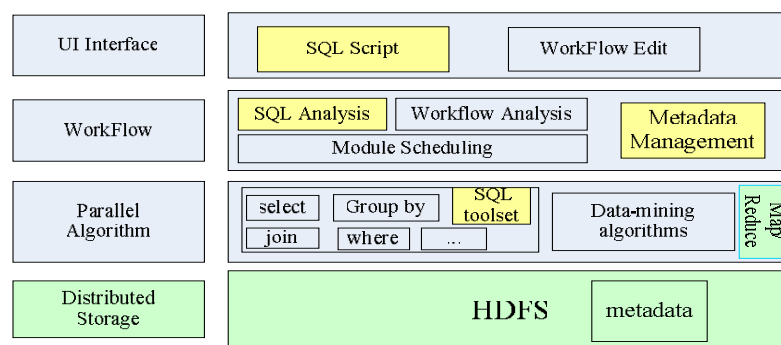 UI Interface
SQL Script
WorkFlow Edit
WorkFlow
SQL Analysis
Workflow Analysis
Module Scheduling
Metadata
Management
Parallel
Algorithm
select
Group by
SQL
toolset
join
where
...
Data-mining
algorithms
Map/
Reduce
Distributed
Storage
HDFS
metadata